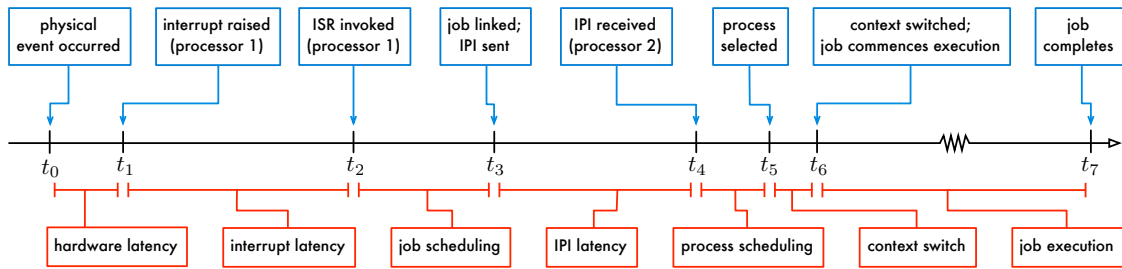 physical
event occurred
interrupt raised
(processor 1)
ISR invoked
(processor 1)
job linked;
IPI sent
IPI received
(processor 2)
process
selected
context switched;
job commences execution
job
completes
t0
t1
t2
t3
t4
t5
t6
t7
hardware latency
interrupt latency
job scheduling
IPI latency
process scheduling
context switch
job execution